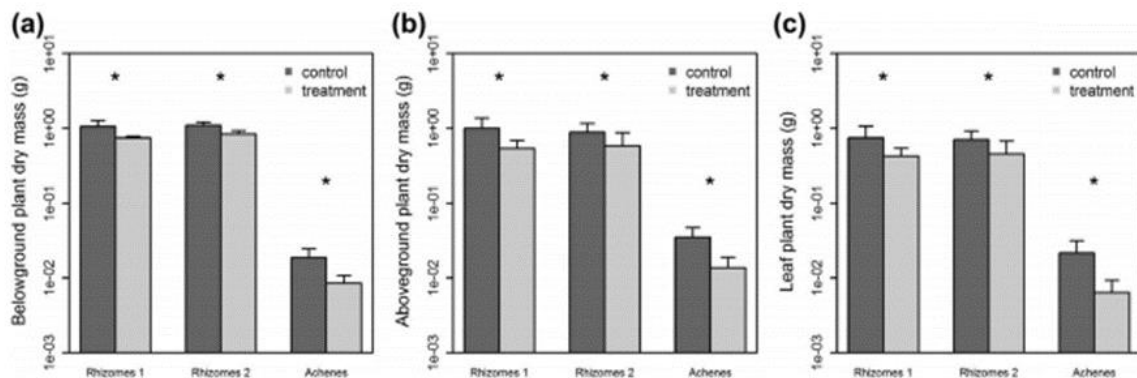 (a)
Belowground plant dry mass (g)
1e+01
1e+00
1e-01
1e-02
1e-03
*
*
*
control
treatment
Rhizomes 1
Rhizomes 2
Achenes
(b)
Aboveground plant dry mass (g)
1e+01
1e+00
1e-01
1e-02
1e-03
*
*
*
control
treatment
Rhizomes 1
Rhizomes 2
Achenes
(c)
Leaf plant dry mass (g)
1e+01
1e+00
1e-01
1e-02
1e-03
*
*
*
control
treatment
Rhizomes 1
Rhizomes 2
Achenes